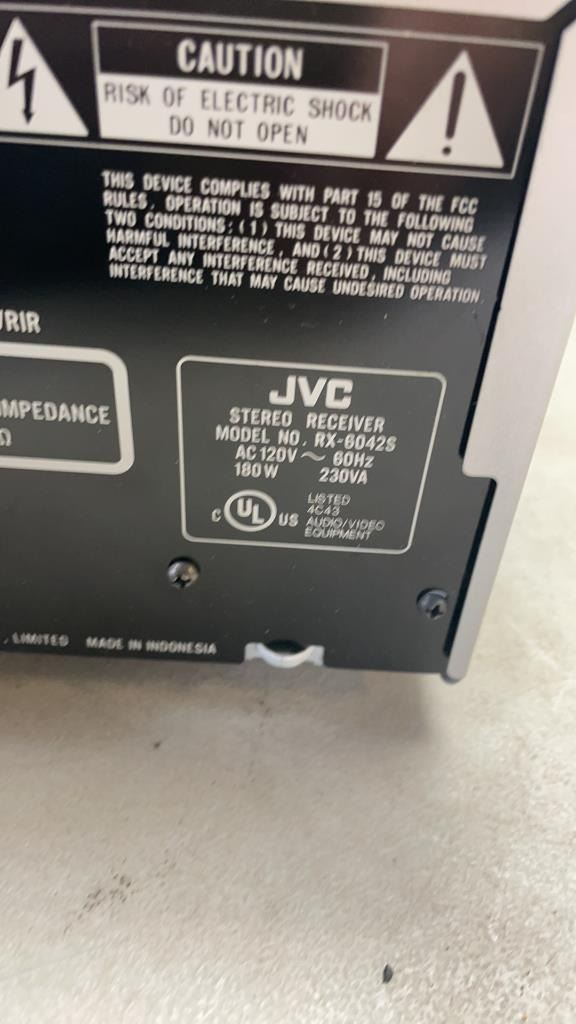 CAUTION
RISK OF ELECTRIC SHOCK
DO NOT OPEN
THIS DEVICE COMPLIES WITH PART 15 OF THE FCC
RULES. OPERATION IS SUBJECT TO THE FOLLOWING
TWO CONDITIONS:(1) THIS DEVICE MAY NOT CAUSE
HARMFUL INTERFERENCE, AND(2)THIS DEVICE MUST
ACCEPT ANY INTERFERENCE RECEIVED, INCLUDING
INTERFERENCE THAT MAY CAUSE UNDESIRED OPERATION.
IMPEDANCE
Ω
JVC
STEREO RECEIVER
MODEL NO. RX-6042S
AC 120V ~ 60Hz
180W 230VA
C UL US
LISTED
4C43
AUDIO/VIDEO
EQUIPMENT
, LIMITED MADE IN INDONESIA